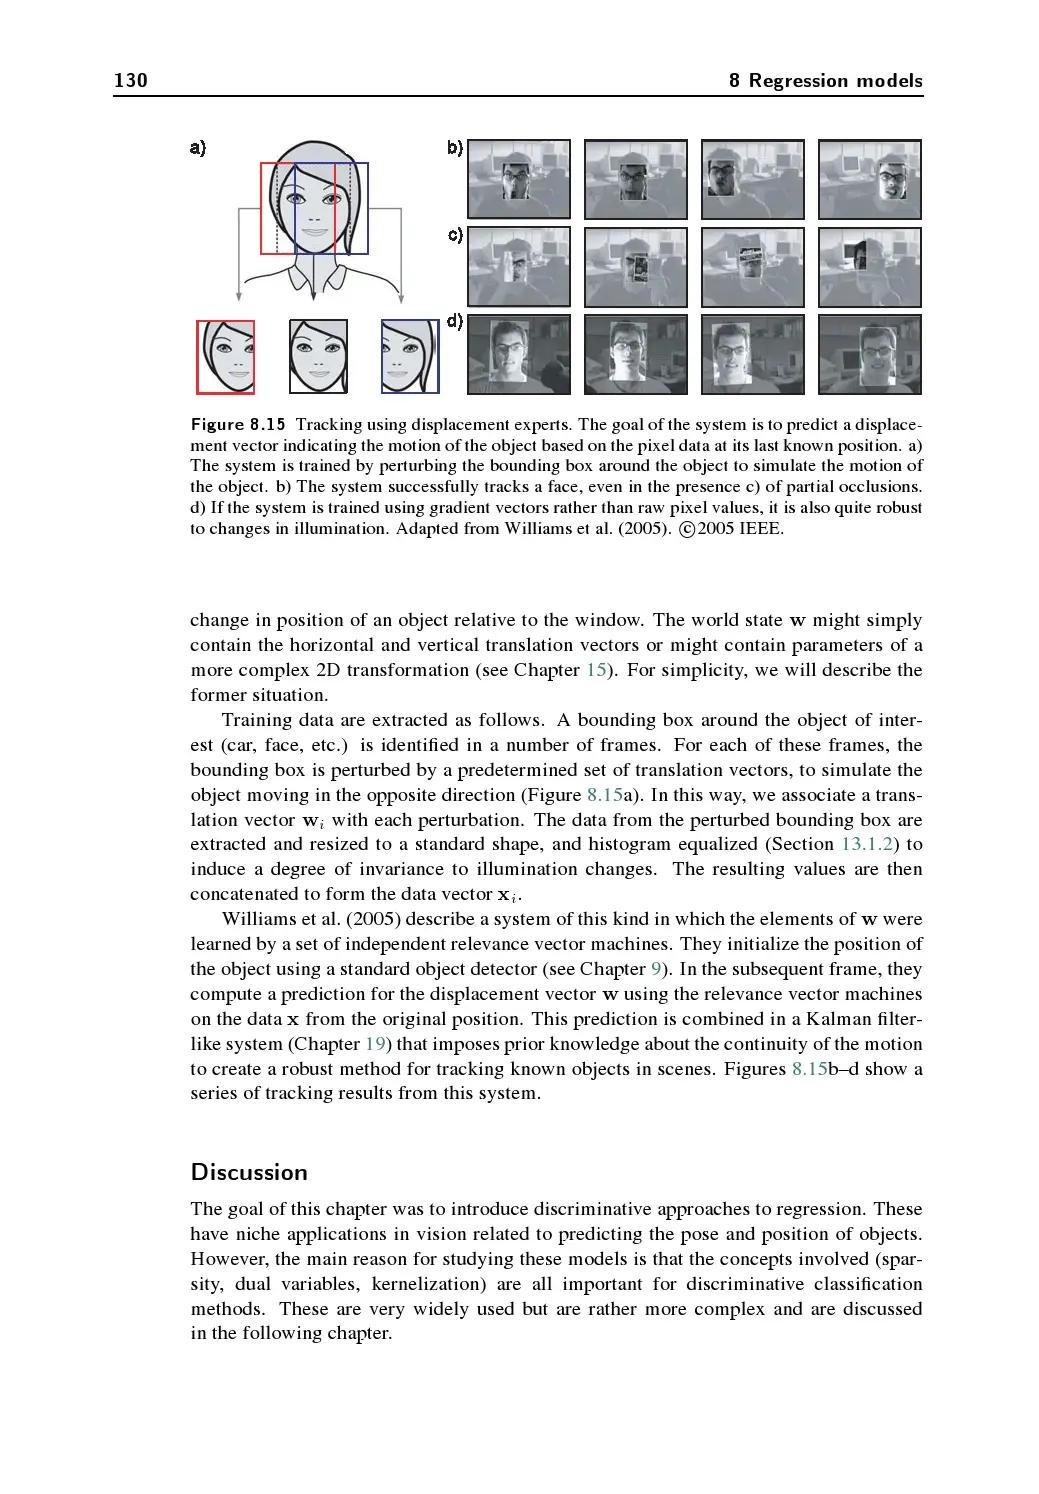 130
8 Regression models
a)
b)
c)
d)
Figure 8.15 Tracking using displacement experts. The goal of the system is to predict a displace-
ment vector indicating the motion of the object based on the pixel data at its last known position. a)
The system is trained by perturbing the bounding box around the object to simulate the motion of
the object. b) The system successfully tracks a face, even in the presence c) of partial occlusions.
d) If the system is trained using gradient vectors rather than raw pixel values, it is also quite robust
to changes in illumination. Adapted from Williams et al. (2005). ©2005 IEEE.
change in position of an object relative to the window. The world state w might simply
contain the horizontal and vertical translation vectors or might contain parameters of a
more complex 2D transformation (see Chapter 15). For simplicity, we will describe the
former situation.
Training data are extracted as follows. A bounding box around the object of inter-
est (car, face, etc.) is identified in a number of frames. For each of these frames, the
bounding box is perturbed by a predetermined set of translation vectors, to simulate the
object moving in the opposite direction (Figure 8.15a). In this way, we associate a trans-
lation vector wᵢ with each perturbation. The data from the perturbed bounding box are
extracted and resized to a standard shape, and histogram equalized (Section 13.1.2) to
induce a degree of invariance to illumination changes. The resulting values are then
concatenated to form the data vector xᵢ.
Williams et al. (2005) describe a system of this kind in which the elements of w were
learned by a set of independent relevance vector machines. They initialize the position of
the object using a standard object detector (see Chapter 9). In the subsequent frame, they
compute a prediction for the displacement vector w using the relevance vector machines
on the data x from the original position. This prediction is combined in a Kalman filter-
like system (Chapter 19) that imposes prior knowledge about the continuity of the motion
to create a robust method for tracking known objects in scenes. Figures 8.15b–d show a
series of tracking results from this system.
Discussion
The goal of this chapter was to introduce discriminative approaches to regression. These
have niche applications in vision related to predicting the pose and position of objects.
However, the main reason for studying these models is that the concepts involved (spar-
sity, dual variables, kernelization) are all important for discriminative classification
methods. These are very widely used but are rather more complex and are discussed
in the following chapter.